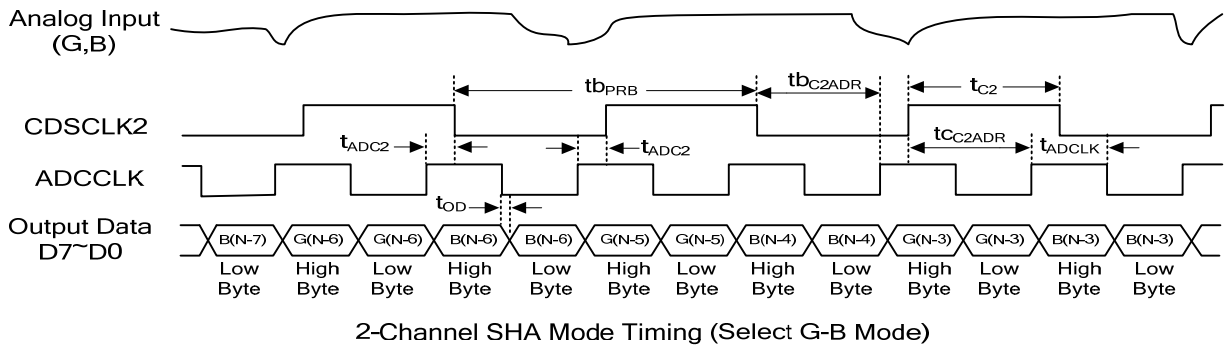 Analog Input
(G,B)
tbPRB
tbC2ADR
tC2
CDSCLK2
tADC2
tADC2
tcC2ADR
tADCLK
ADCCLK
tOD
Output Data
D7~D0
B(N-7) G(N-6) G(N-6) B(N-6) B(N-6) G(N-5) G(N-5) B(N-4) B(N-4) G(N-3) G(N-3) B(N-3) B(N-3)
Low High Low High Low High Low High Low High Low High Low
Byte Byte Byte Byte Byte Byte Byte Byte Byte Byte Byte Byte Byte
2-Channel SHA Mode Timing (Select G-B Mode)